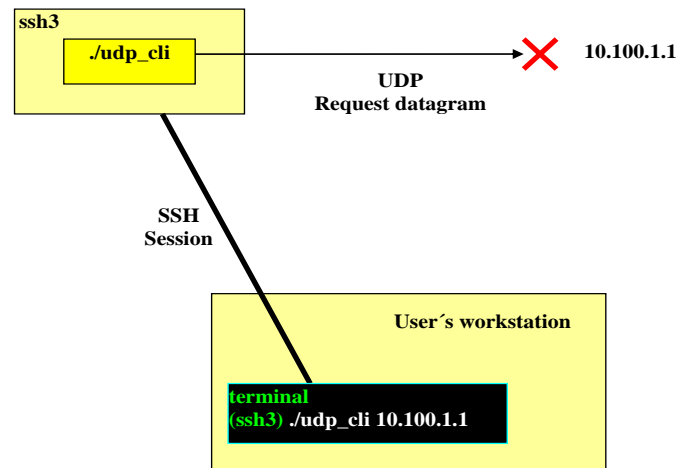 ssh3
./udp_cli
10.100.1.1
UDP
Request datagram
SSH
Session
User´s workstation
terminal
(ssh3) ./udp_cli 10.100.1.1